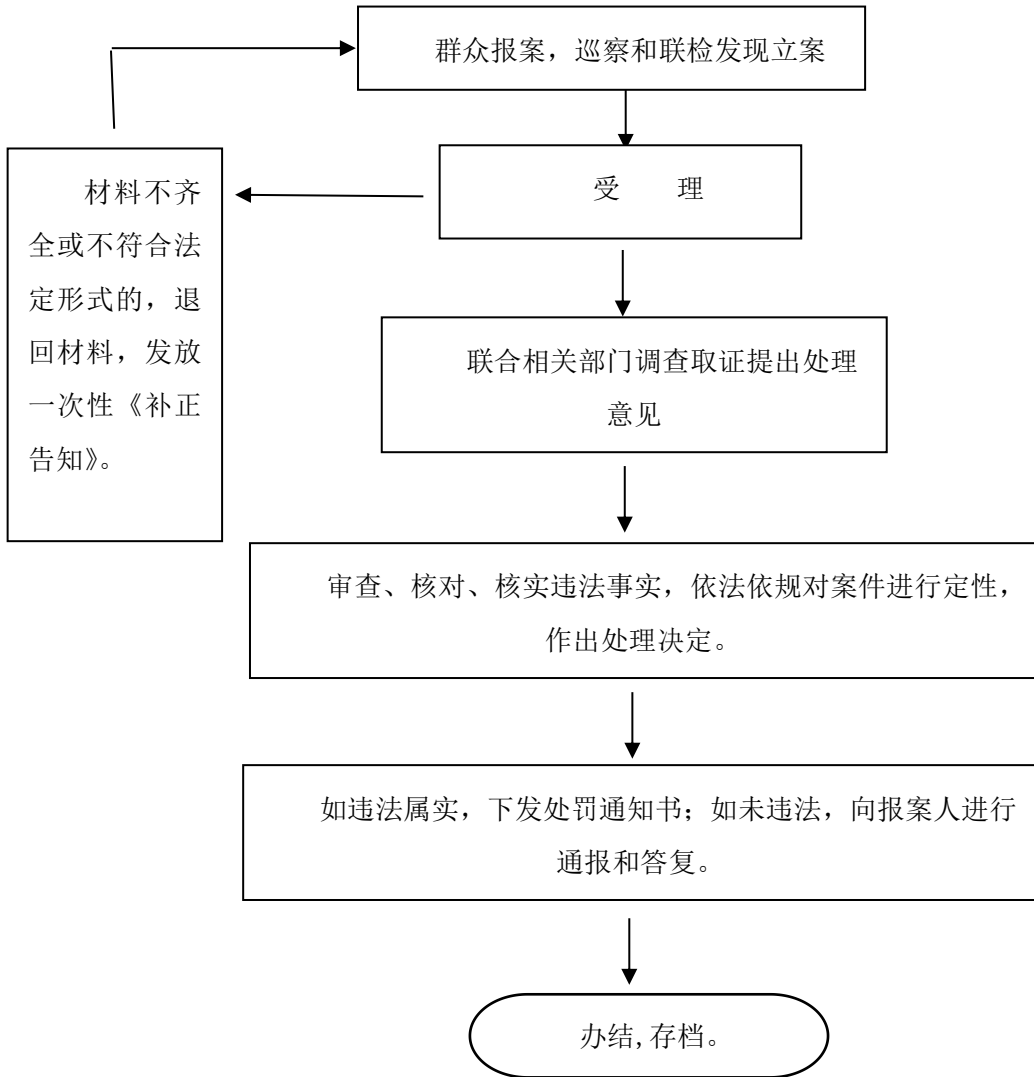 群众报案，巡察和联检发现立案
受 理
材料不齐
全或不符合法
定形式的，退
回材料，发放
一次性《补正
告知》。
联合相关部门调查取证提出处理
意见
审查、核对、核实违法事实，依法依规对案件进行定性，
作出处理决定。
如违法属实，下发处罚通知书；如未违法，向报案人进行
通报和答复。
办结,存档。